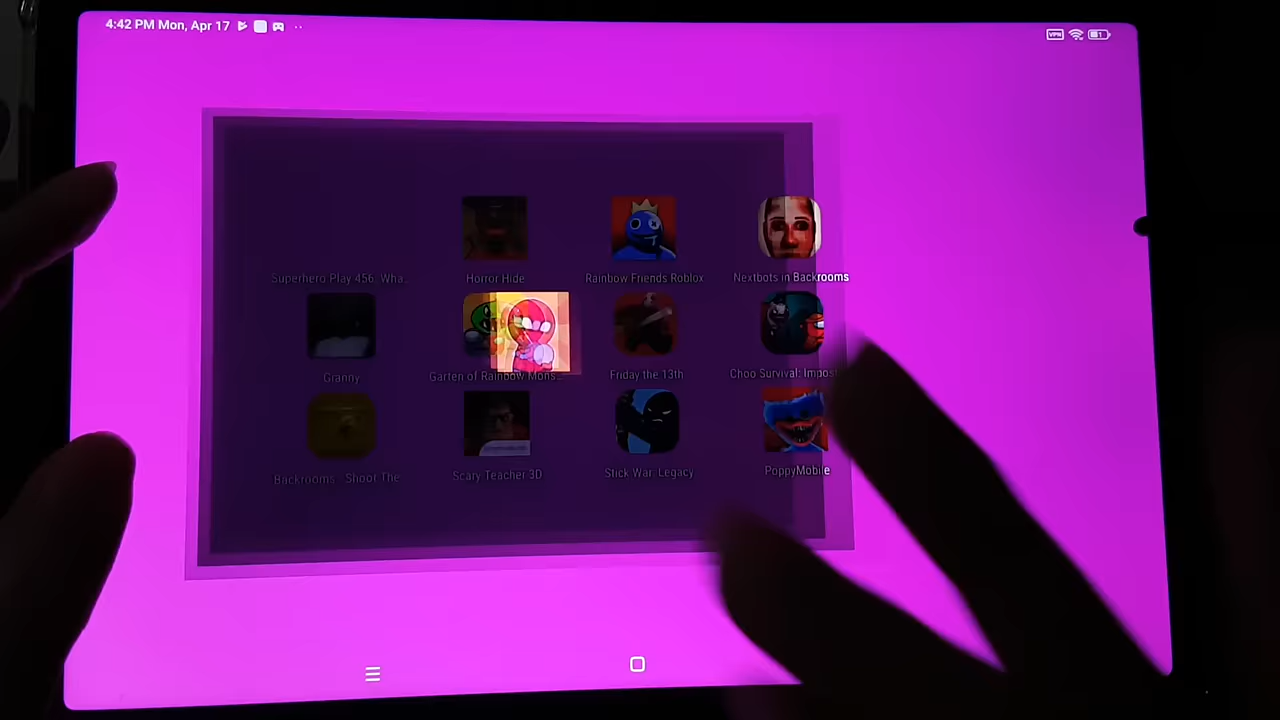 4:42 PM Mon, Apr 17
VPN
Superhero Play 456: Wha...
Horror Hide
Rainbow Friends Roblox
Nextbots in Backrooms
Granny
Garten of Rainbow Mons...
Friday the 13th
Choo Survival: Impost
Backrooms - Shoot The
Scary Teacher 3D
Stick War: Legacy
PoppyMobile